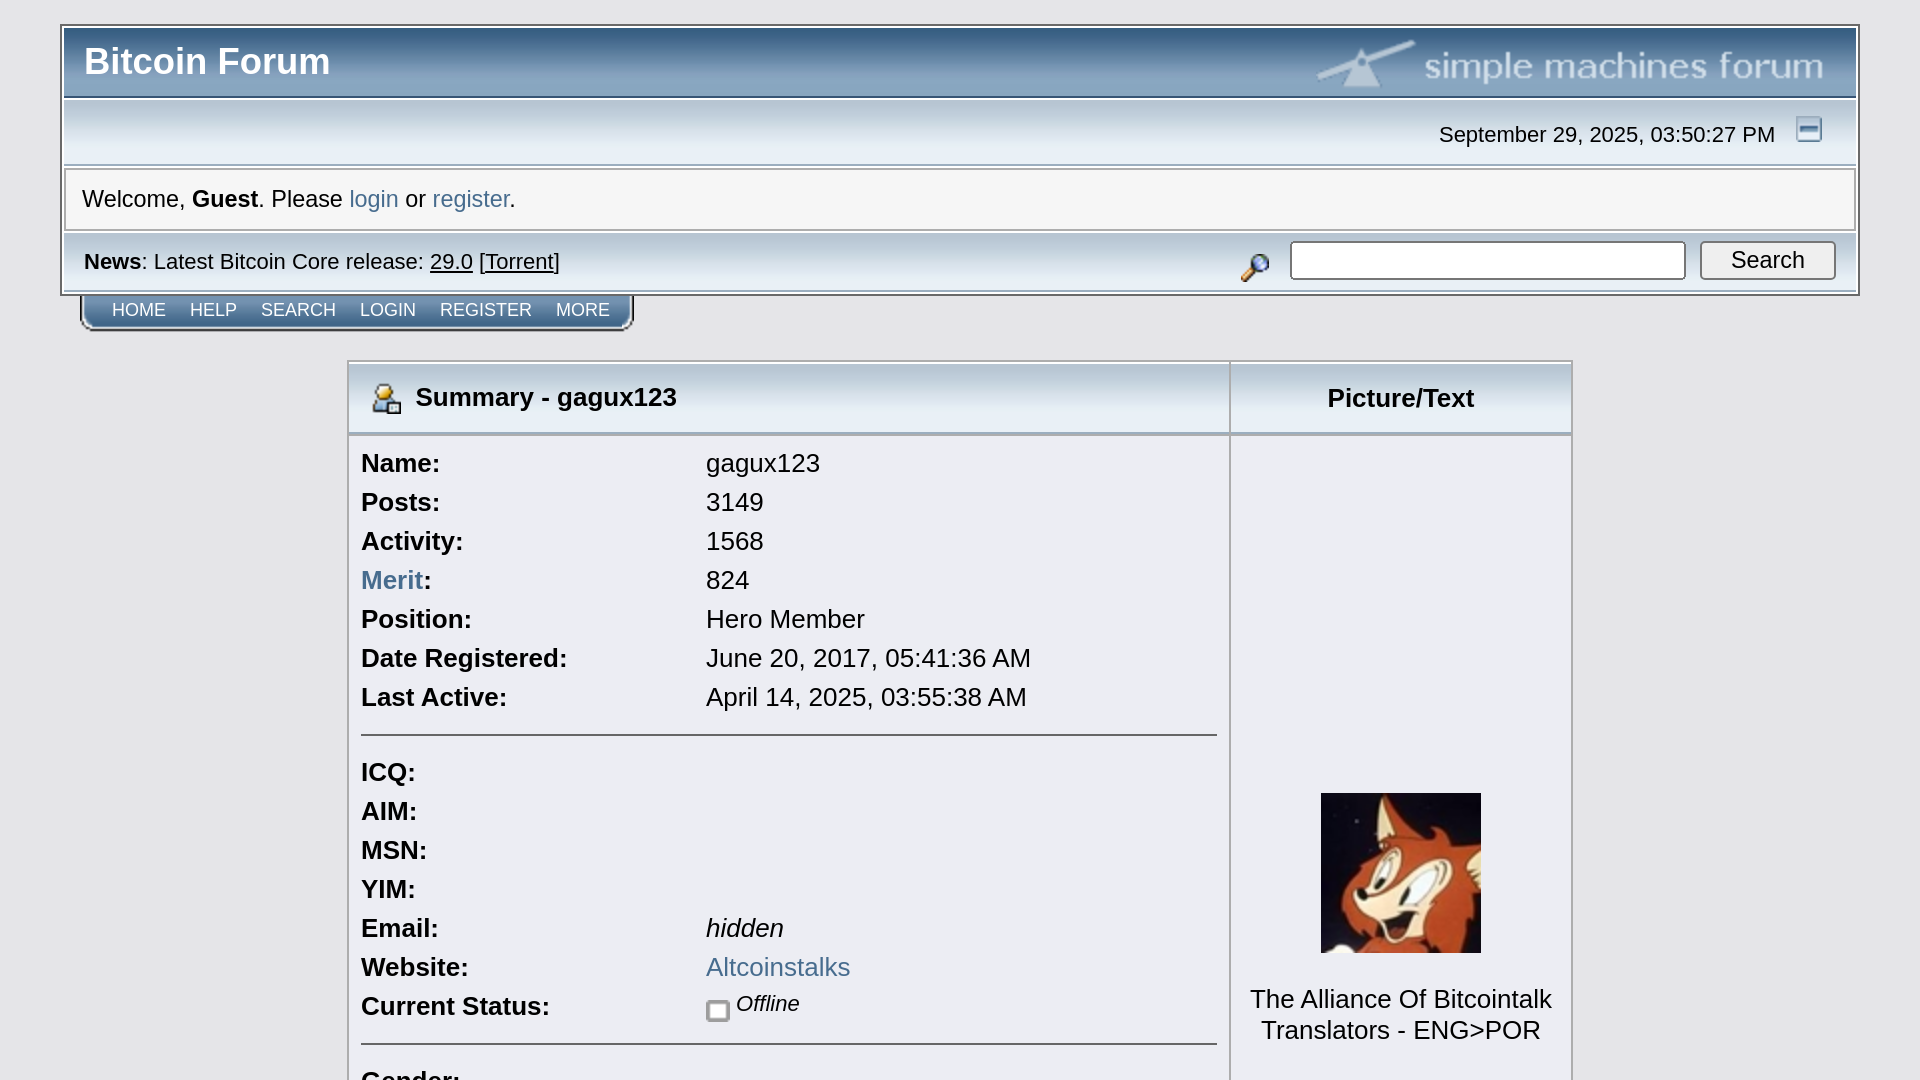 Bitcoin Forum
simple machines forum
September 29, 2025, 03:50:27 PM
Welcome, Guest. Please login or register.
News: Latest Bitcoin Core release: 29.0 [Torrent]
Search
HOME HELP SEARCH LOGIN REGISTER MORE
Summary - gagux123
Picture/Text
Name: gagux123
Posts: 3149
Activity: 1568
Merit: 824
Position: Hero Member
Date Registered: June 20, 2017, 05:41:36 AM
Last Active: April 14, 2025, 03:55:38 AM
ICQ:
AIM:
MSN:
YIM:
Email: hidden
Website: Altcoinstalks
Current Status: Offline
The Alliance Of Bitcointalk
Translators - ENG>POR
Gender: